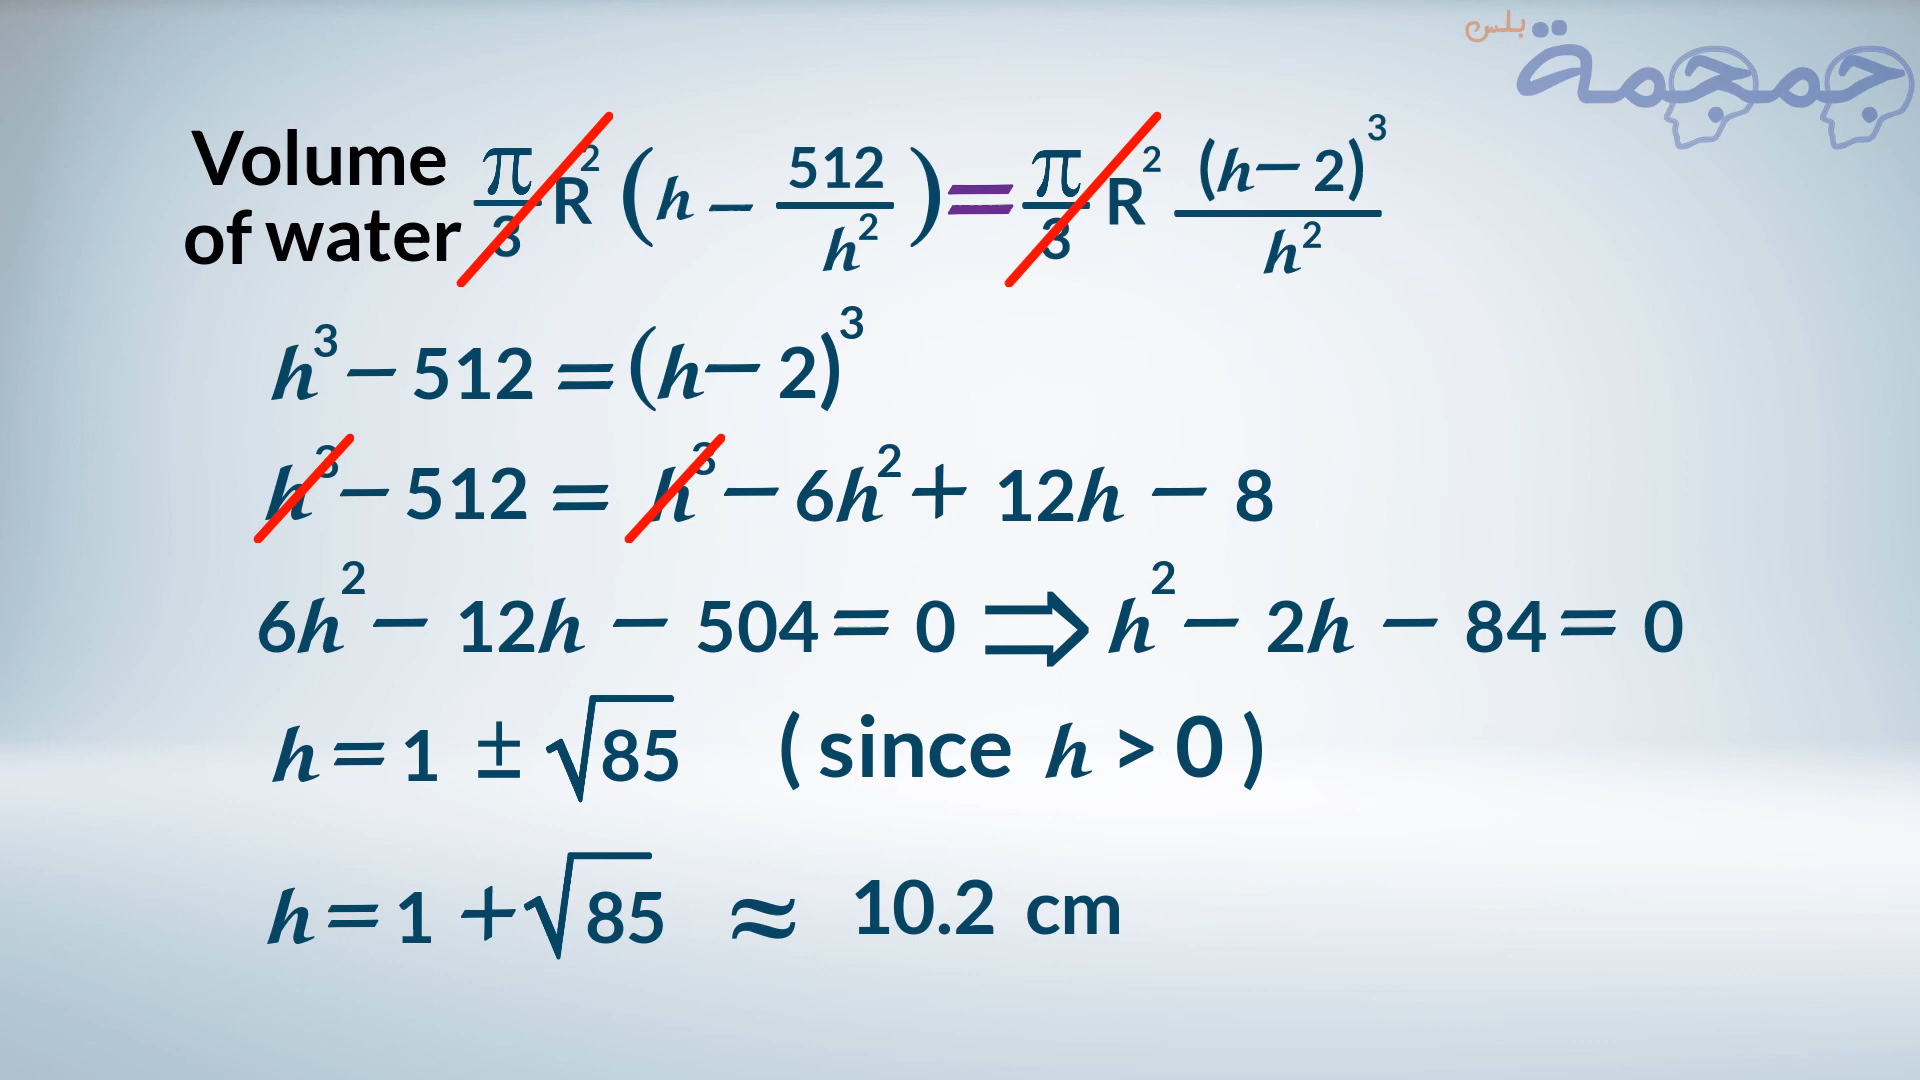 جمجمة بلس
Volume of water π/3 R² (h − 512/h²) = π/3 R² (h − 2)³/h²
h³ − 512 = (h − 2)³
h³ − 512 = h³ − 6h² + 12h − 8
6h² − 12h − 504 = 0 ⇒ h² − 2h − 84 = 0
h = 1 ± √85 ( since h > 0 )
h = 1 + √85 ≈ 10.2 cm